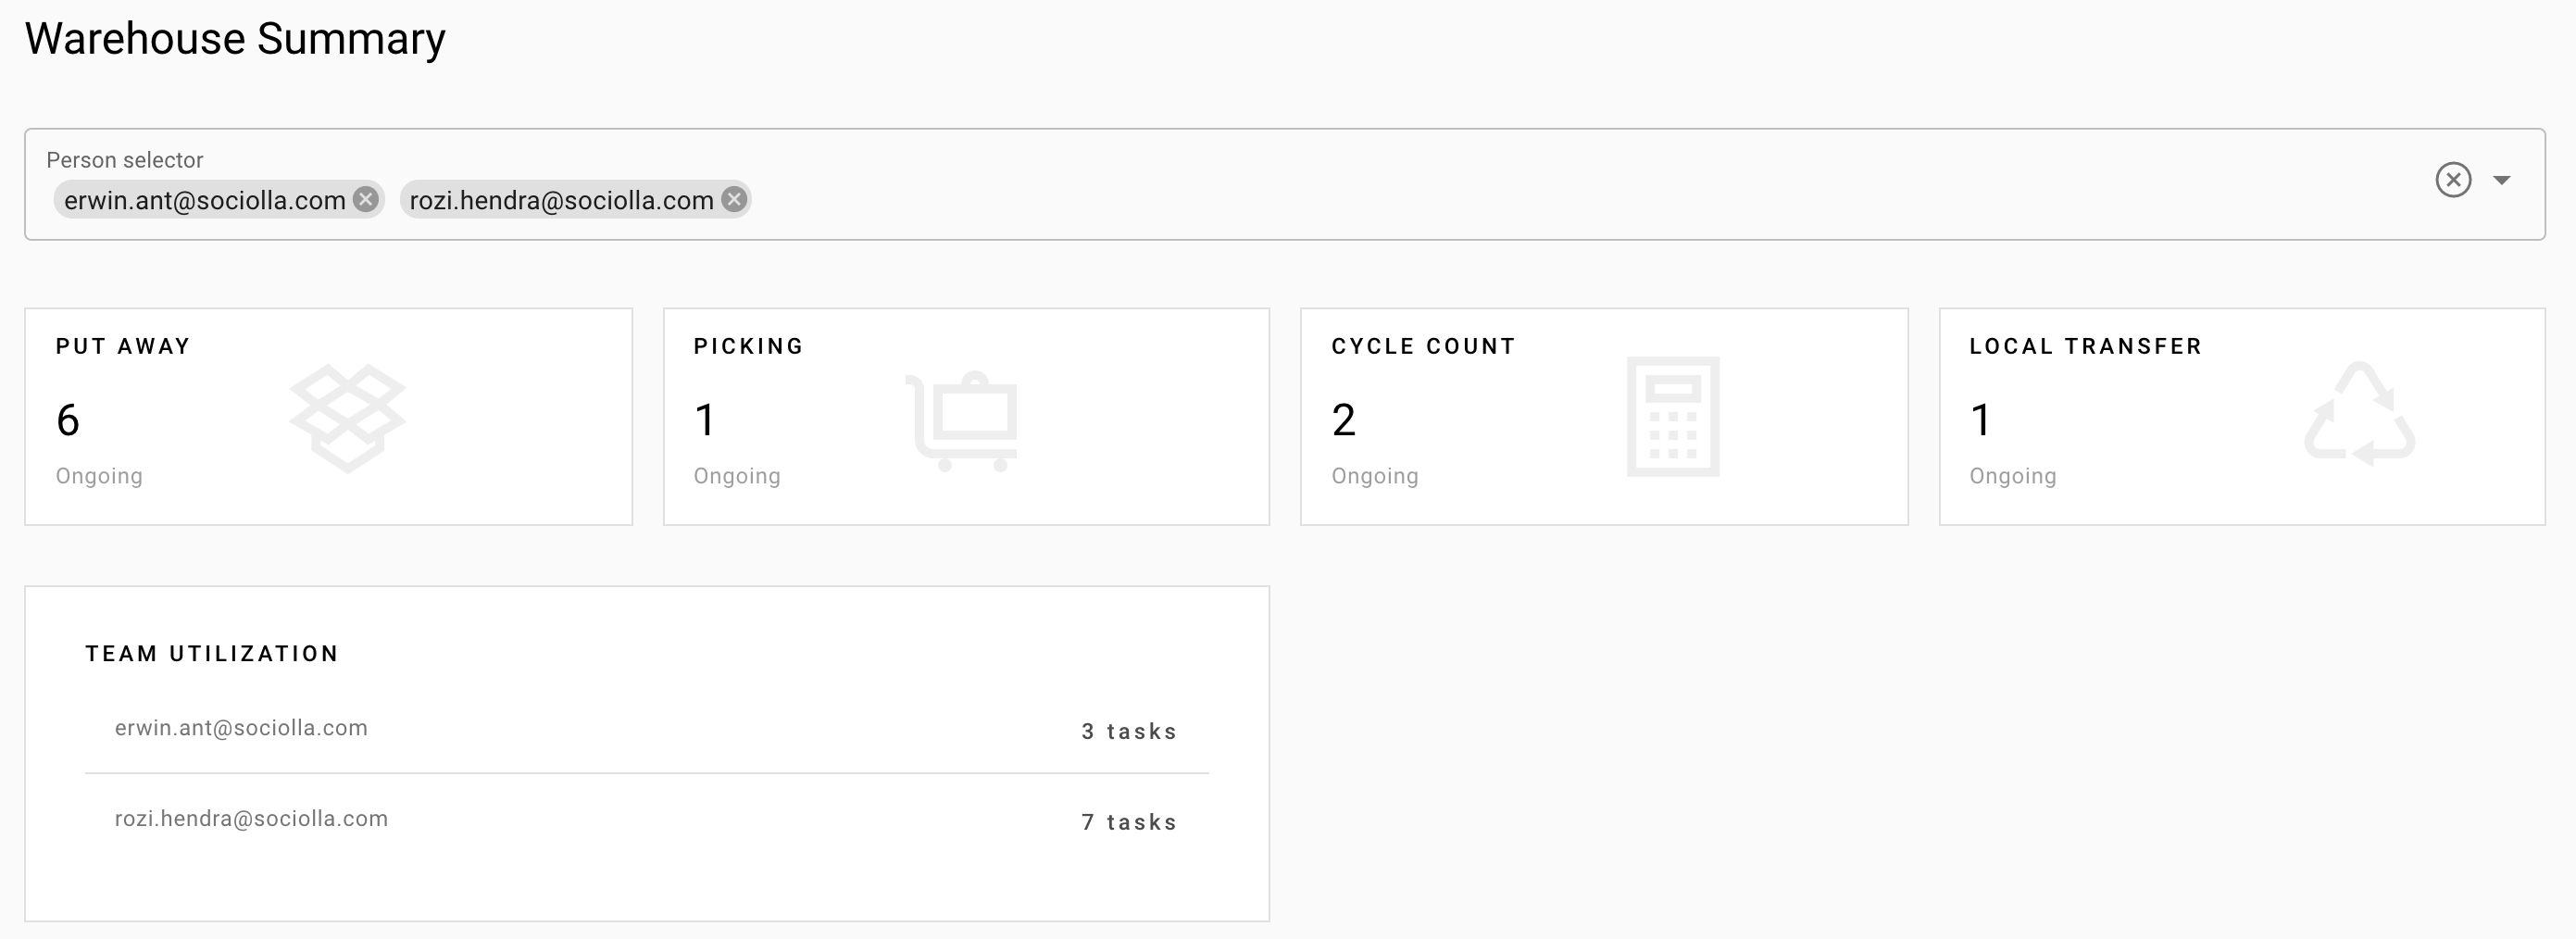 Warehouse Summary
Person selector
erwin.ant@sociolla.com rozi.hendra@sociolla.com
PUT AWAY
6
Ongoing
PICKING
1
Ongoing
CYCLE COUNT
2
Ongoing
LOCAL TRANSFER
1
Ongoing
TEAM UTILIZATION
erwin.ant@sociolla.com 3 tasks
rozi.hendra@sociolla.com 7 tasks